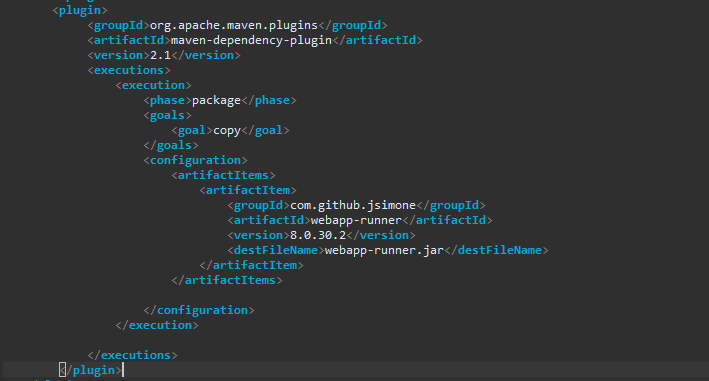 <plugin>
<groupId>org.apache.maven.plugins</groupId>
<artifactId>maven-dependency-plugin</artifactId>
<version>2.1</version>
<executions>
<execution>
<phase>package</phase>
<goals>
<goal>copy</goal>
</goals>
<configuration>
<artifactItems>
<artifactItem>
<groupId>com.github.jsimone</groupId>
<artifactId>webapp-runner</artifactId>
<version>8.0.30.2</version>
<destFileName>webapp-runner.jar</destFileName>
</artifactItem>
</artifactItems>
</configuration>
</execution>
</executions>
</plugin>